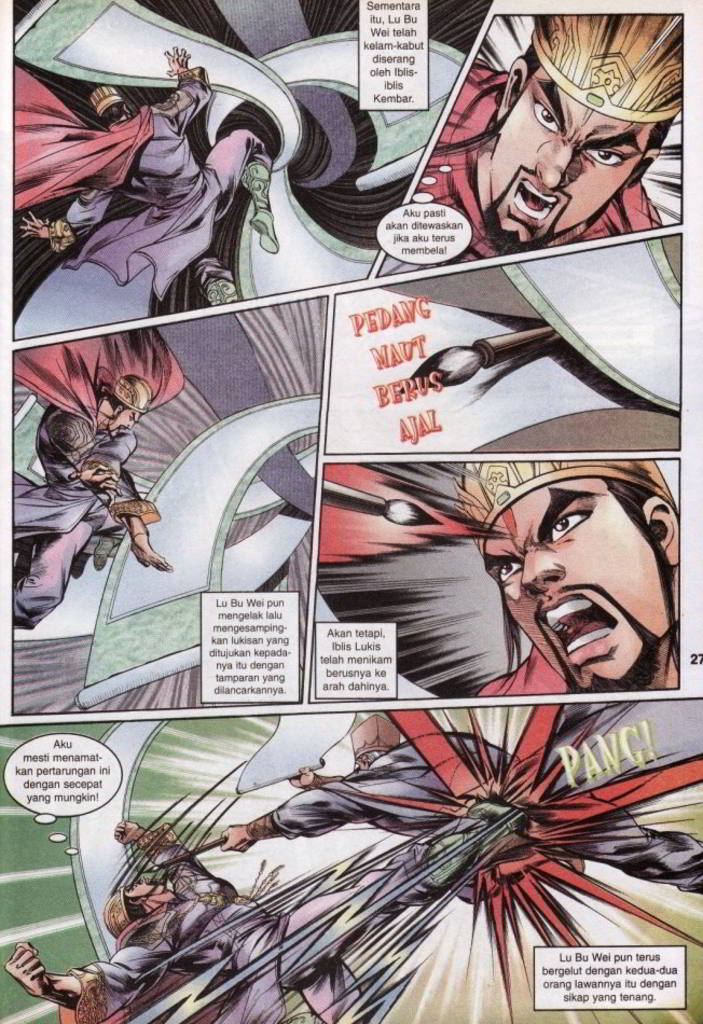 Sementara
itu, Lu Bu
Wei telah
kelam-kabut
diserang
oleh Iblis-
iblis
Kembar.
Aku pasti
akan ditewaskan
jika aku terus
membela!
PEDANG
MAUT
BERUS
AJAL
Lu Bu Wei pun
mengelak lalu
mengesamping-
kan lukisan yang
ditujukan kepada-
nya itu dengan
tamparan yang
dilancarkannya.
Akan tetapi,
Iblis Lukis
telah menikam
berusnya ke
arah dahinya.
27
Aku
mesti menamat-
kan pertarungan ini
dengan secepat
yang mungkin!
PANG!
Lu Bu Wei pun terus
bergelut dengan kedua-dua
orang lawannya itu dengan
sikap yang tenang.